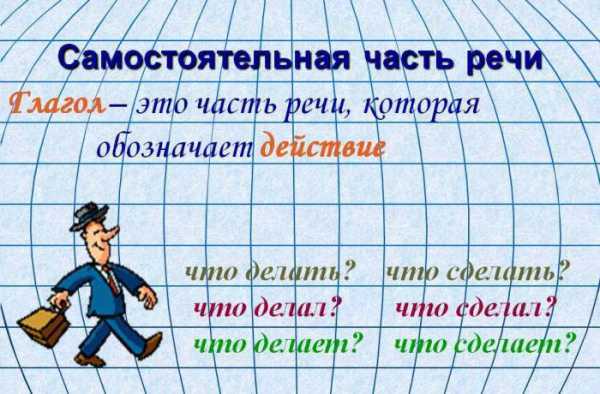 Самостоятельная часть речи
Глагол – это часть речи, которая
обозначает действие
что делать? что сделать?
что делал? что сделал?
что делает? что сделает?